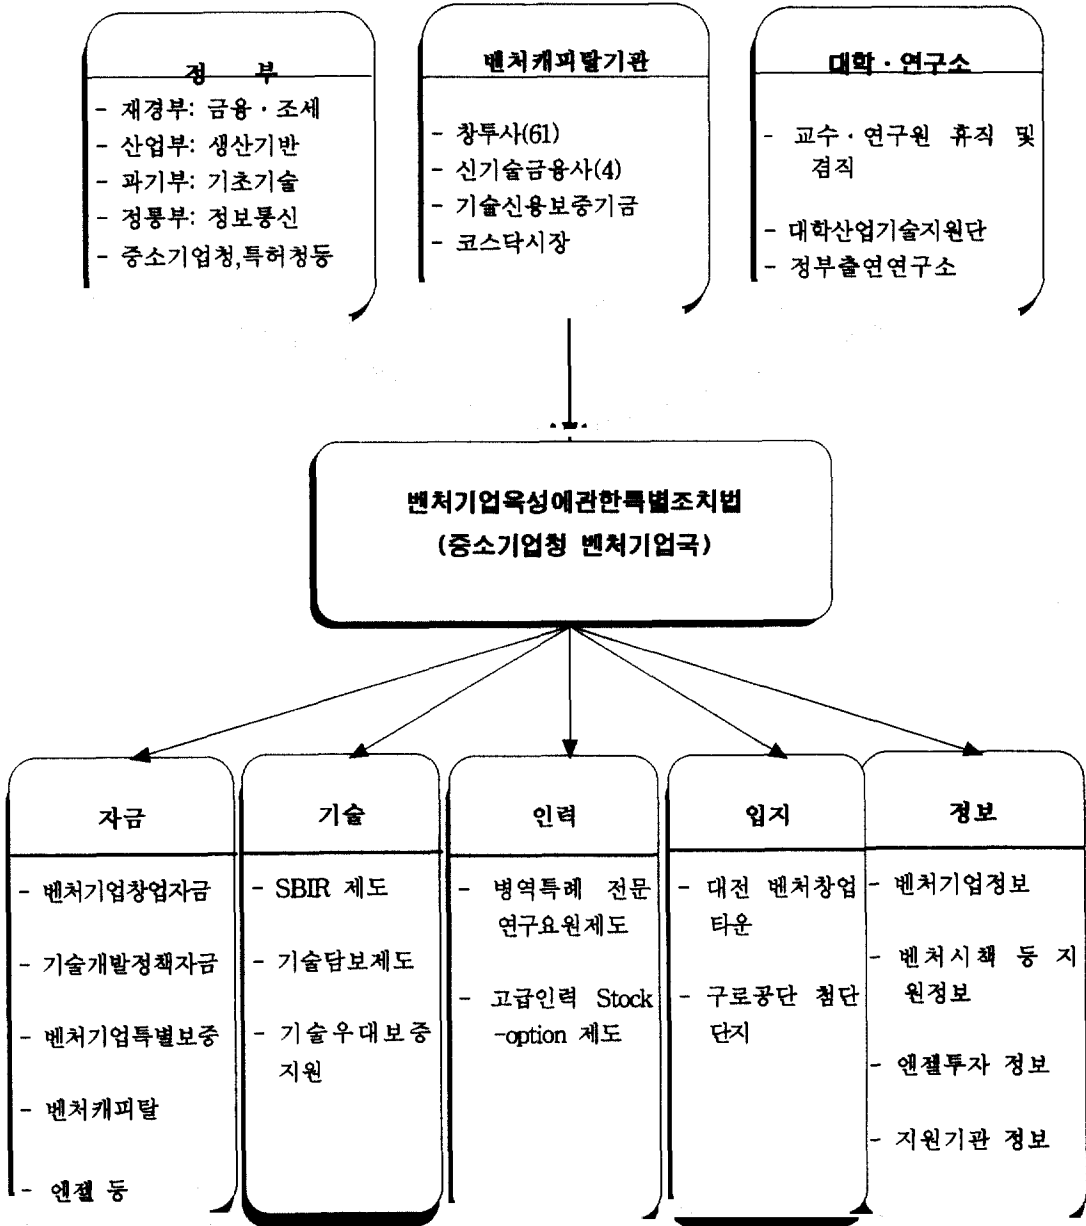 정 부
- 재경부: 금융 · 조세
- 산업부: 생산기반
- 과기부: 기초기술
- 정통부: 정보통신
- 중소기업청,특허청등
벤처캐피탈기관
- 창투사(61)
- 신기술금융사(4)
- 기술신용보증기금
- 코스닥시장
대학 · 연구소
- 교수 · 연구원 휴직 및
겸직
- 대학산업기술지원단
- 정부출연연구소
벤처기업육성에관한특별조치법
(중소기업청 벤처기업국)
자금
- 벤처기업창업자금
- 기술개발정책자금
- 벤처기업특별보증
- 벤처캐피탈
- 엔젤 등
기술
- SBIR 제도
- 기술담보제도
- 기술우대보증
지원
인력
- 병역특례 전문
연구요원제도
- 고급인력 Stock
-option 제도
입지
- 대전 벤처창업
타운
- 구로공단 첨단
단지
정보
- 벤처기업정보
- 벤처시책 등 지
원정보
- 앤젤투자 정보
- 지원기관 정보